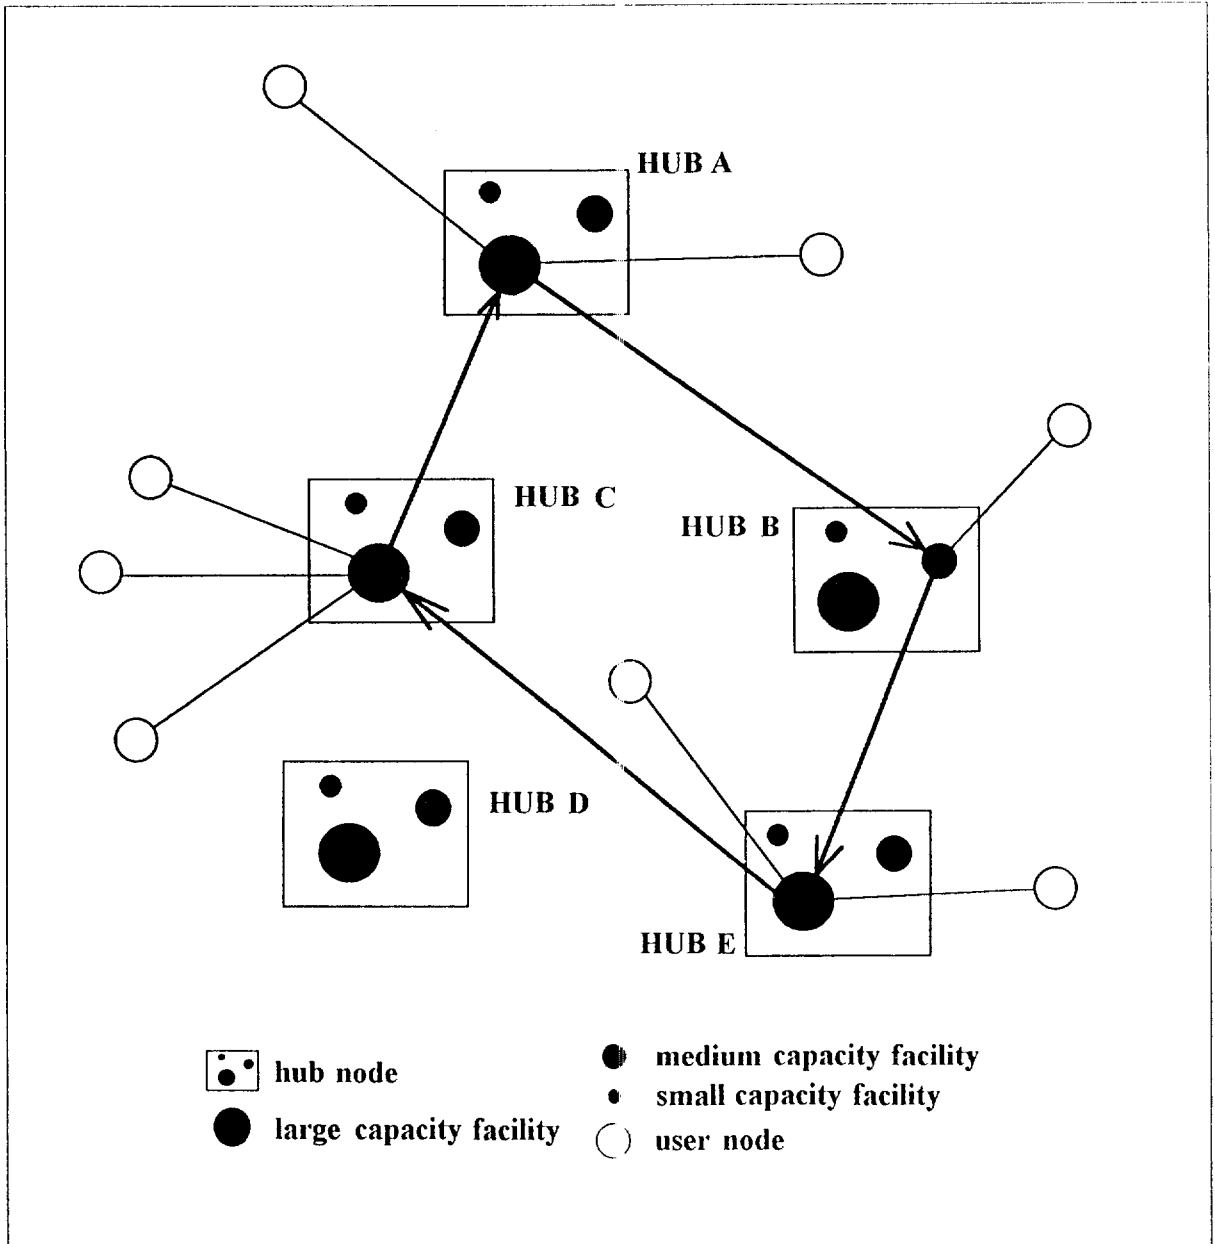 HUB A
HUB C
HUB B
HUB D
HUB E
hub node
large capacity facility
medium capacity facility
small capacity facility
user node